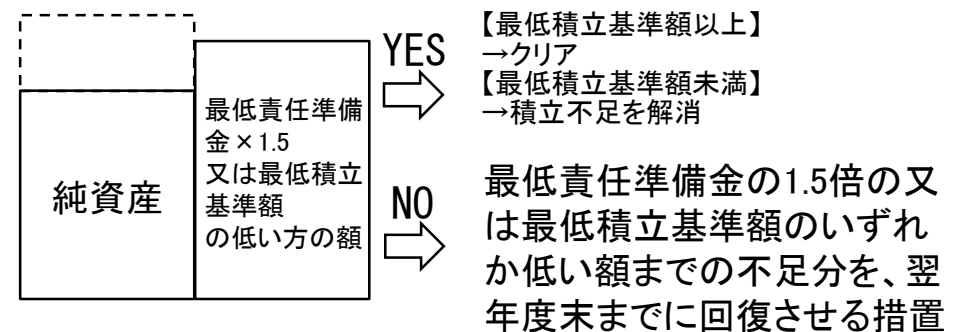 純資産
最低責任準備
金×1.5
又は最低積立
基準額
の低い方の額
YES
【最低積立基準額以上】
→クリア
【最低積立基準額未満】
→積立不足を解消
NO
最低責任準備金の1.5倍の又
は最低積立基準額のいずれ
か低い額までの不足分を、翌
年度末までに回復させる措置